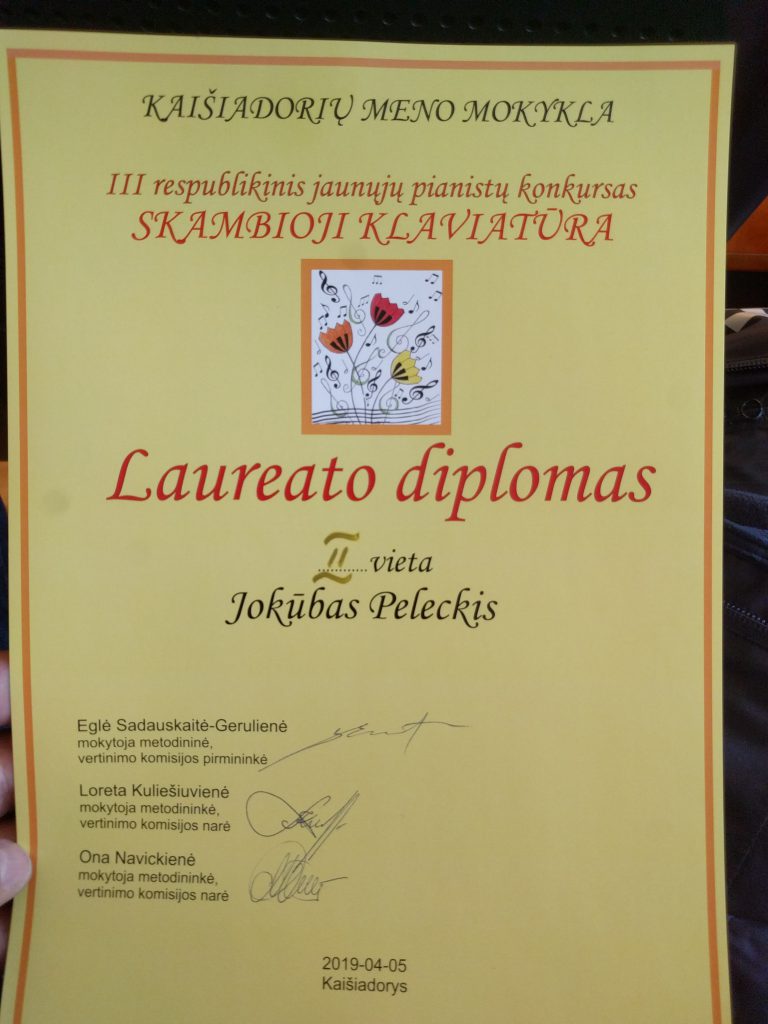 KAIŠIADORIŲ MENO MOKYKLA
III respublikinis jaunųjų pianistų konkursas
SKAMBIOJI KLAVIATŪRA
Laureato diplomas
II............vieta
Jokūbas Peleckis
Eglė Sadauskaitė-Gerulienė
mokytoja metodininė,
vertinimo komisijos pirmininkė
Loreta Kuliešiuvienė
mokytoja metodininkė,
vertinimo komisijos narė
Ona Navickienė
mokytoja metodininkė,
vertinimo komisijos narė
2019-04-05
Kaišiadorys